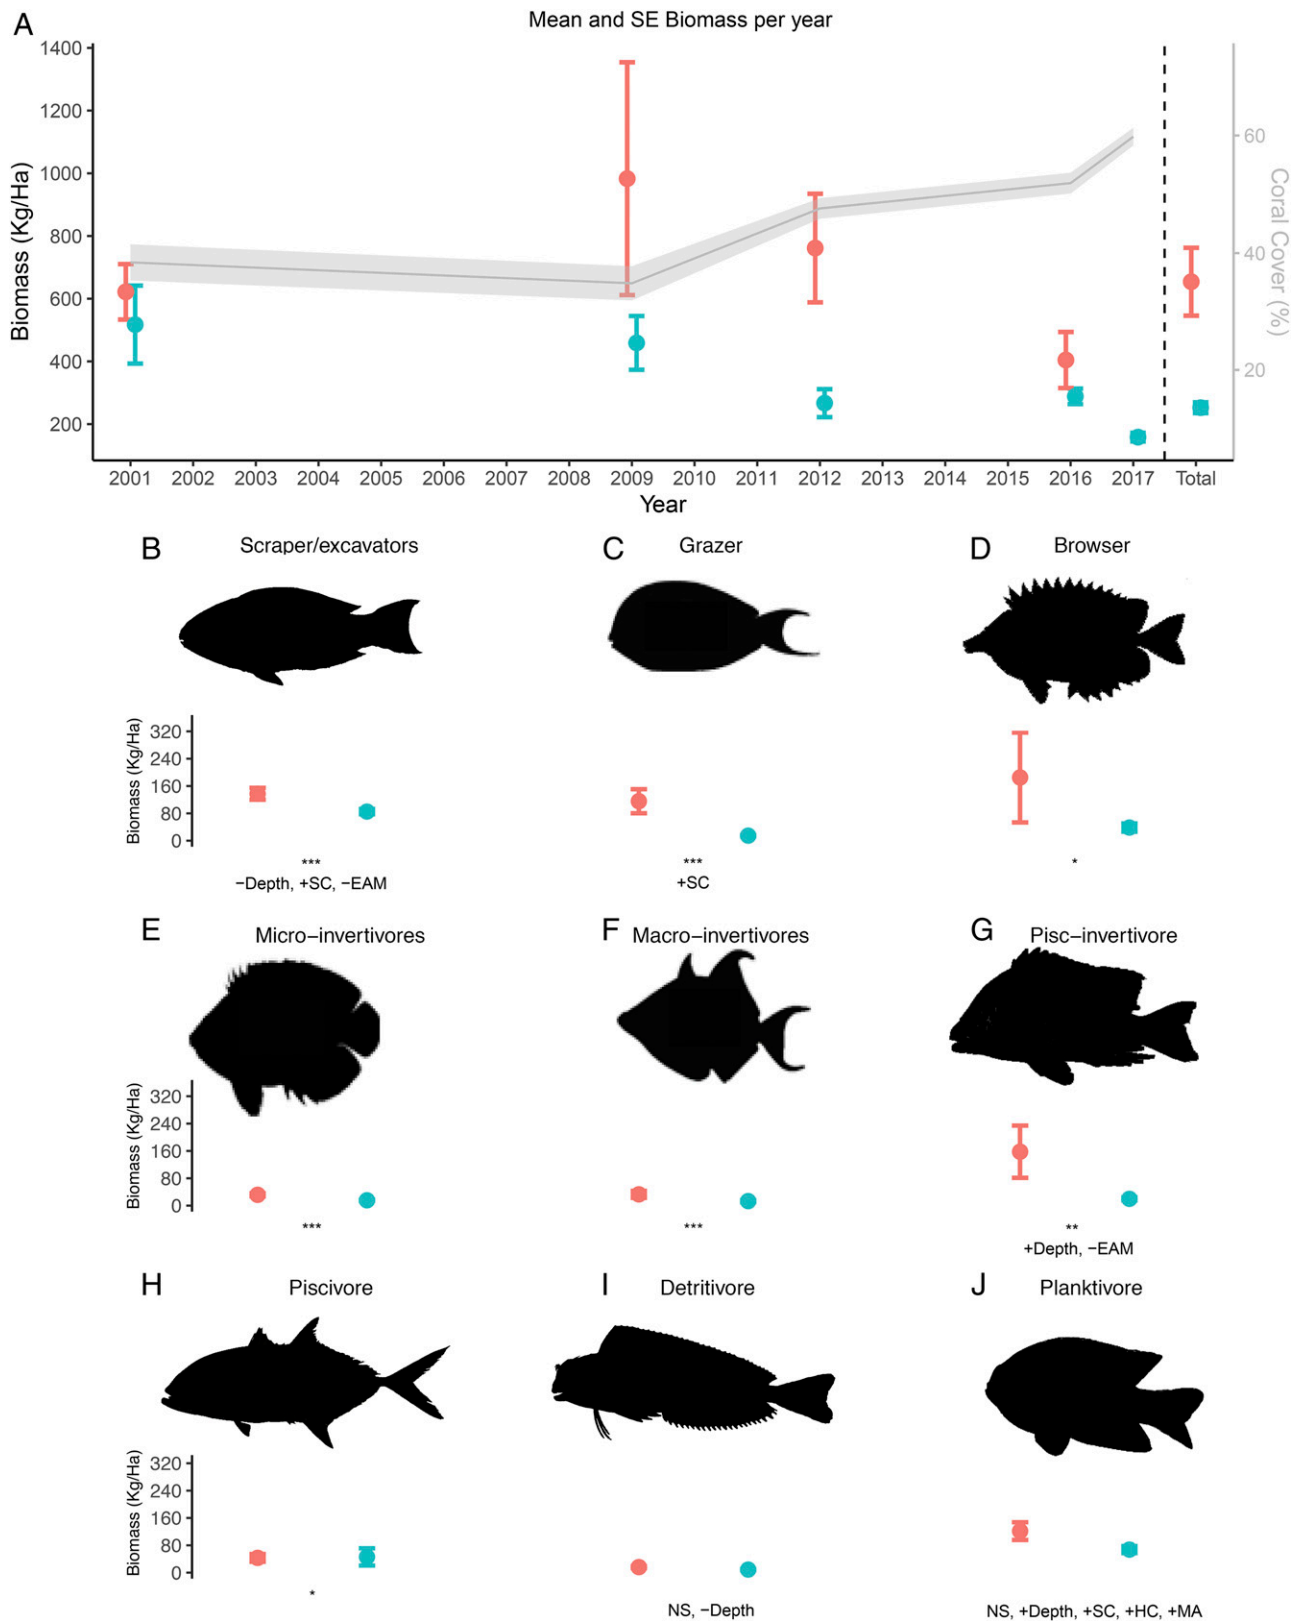 A
Mean and SE Biomass per year
1400
1200
1000
800
600
400
200
Biomass (Kg/Ha)
60
40
20
Coral Cover (%)
2001 2002 2003 2004 2005 2006 2007 2008 2009 2010 2011 2012 2013 2014 2015 2016 2017 Total
Year
B Scraper/excavators
C Grazer
D Browser
Biomass (Kg/Ha)
320
240
160
80
0
***
−Depth, +SC, −EAM
***
+SC
*
E Micro−invertivores
F Macro−invertivores
G Pisc−invertivore
Biomass (Kg/Ha)
320
240
160
80
0
***
***
**
+Depth, −EAM
H Piscivore
I Detritivore
J Planktivore
Biomass (Kg/Ha)
320
240
160
80
0
*
NS, −Depth
NS, +Depth, +SC, +HC, +MA